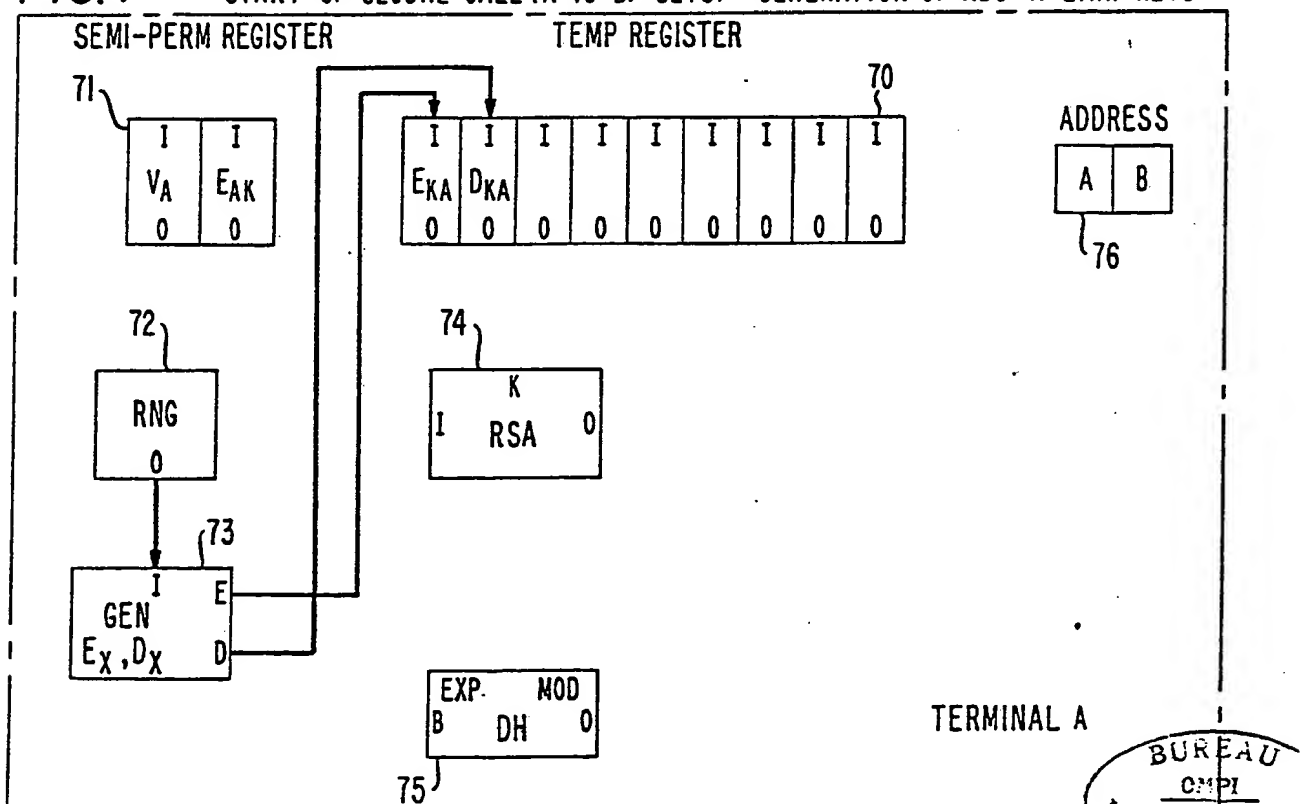 SEMI-PERM REGISTER
TEMP REGISTER
71
70
ADDRESS
I I
V_A E_AK
0 0
I I I I I I I I I
E_KA D_KA
0 0 0 0 0 0 0 0 0
A B
76
72
RNG
0
74
K
I RSA 0
73
I
GEN
E_X, D_X
E
D
EXP. MOD
B DH 0
75
TERMINAL A
BUREAU
OMPI